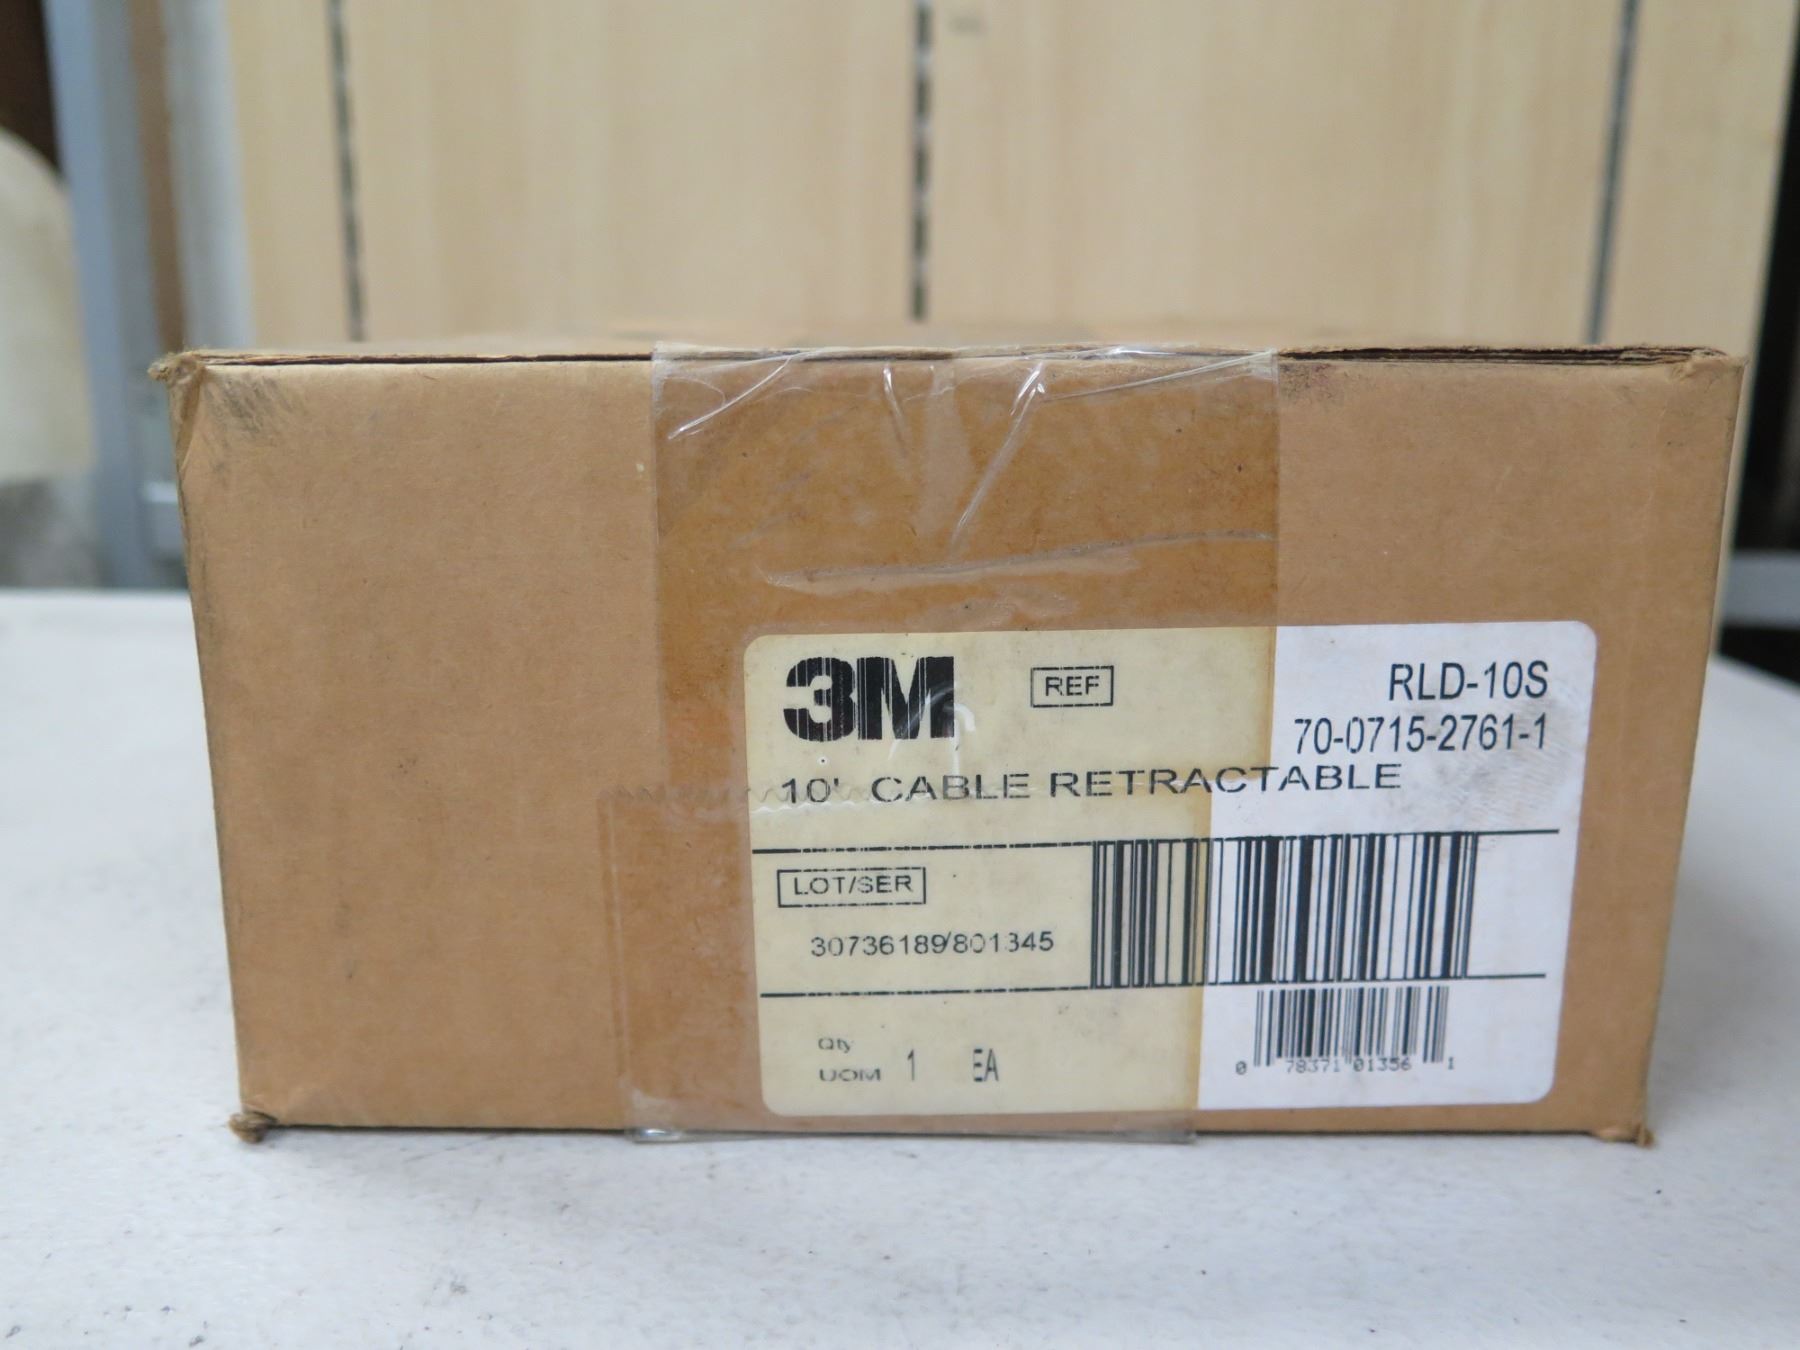 3M REF RLD-10S
70-0715-2761-1
10' CABLE RETRACTABLE
LOT/SER
30736189/801345
Qty
UOM 1 EA
0 78371 01356 1